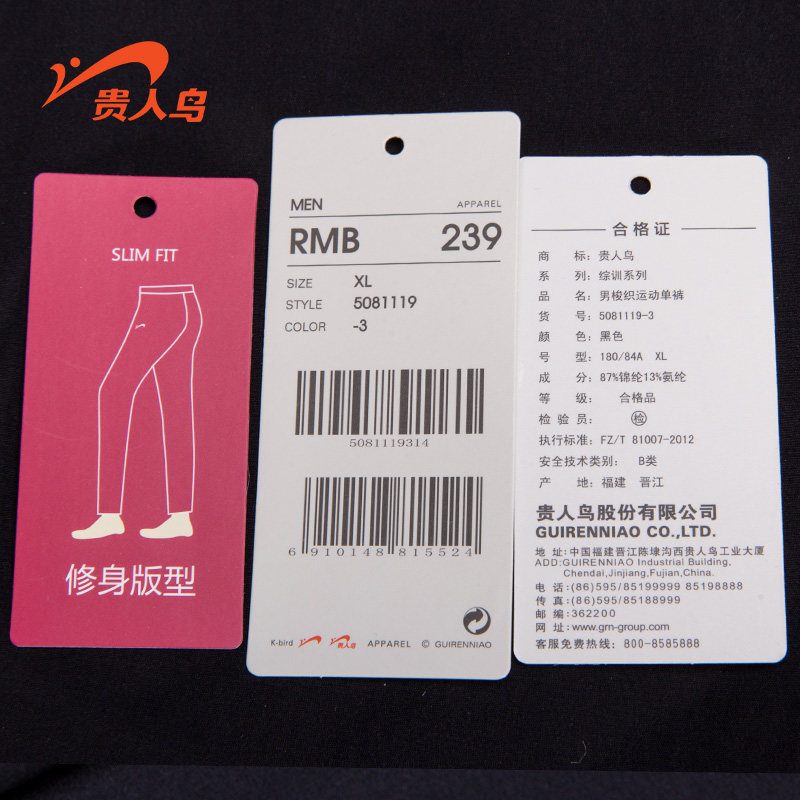 贵人鸟
SLIM FIT
修身版型
MEN APPAREL
RMB 239
SIZE XL
STYLE 5081119
COLOR -3
5081119314
6 910148 815524
K-bird 贵人鸟 APPAREL © GUIRENNIAO
合格证
商 标: 贵人鸟
系 列: 综训系列
品 名: 男梭织运动单裤
货 号: 5081119-3
颜 色: 黑色
号 型: 180/84A XL
成 分: 87%锦纶13%氨纶
等 级: 合格品
检 验 员: 检
执行标准: FZ/T 81007-2012
安全技术类别: B类
产 地: 福建 晋江
贵人鸟股份有限公司
GUIRENNIAO CO.,LTD.
地 址:中国福建晋江陈埭沟西贵人鸟工业大厦
ADD:GUIRENNIAO Industrial Building,
Chendai,Jinjiang,Fujian,China.
电 话:(86)595/85199999 85198888
传 真:(86)595/85188999
邮 编:362200
网 址:www.grn-group.com
客服免费热线: 800-8585888